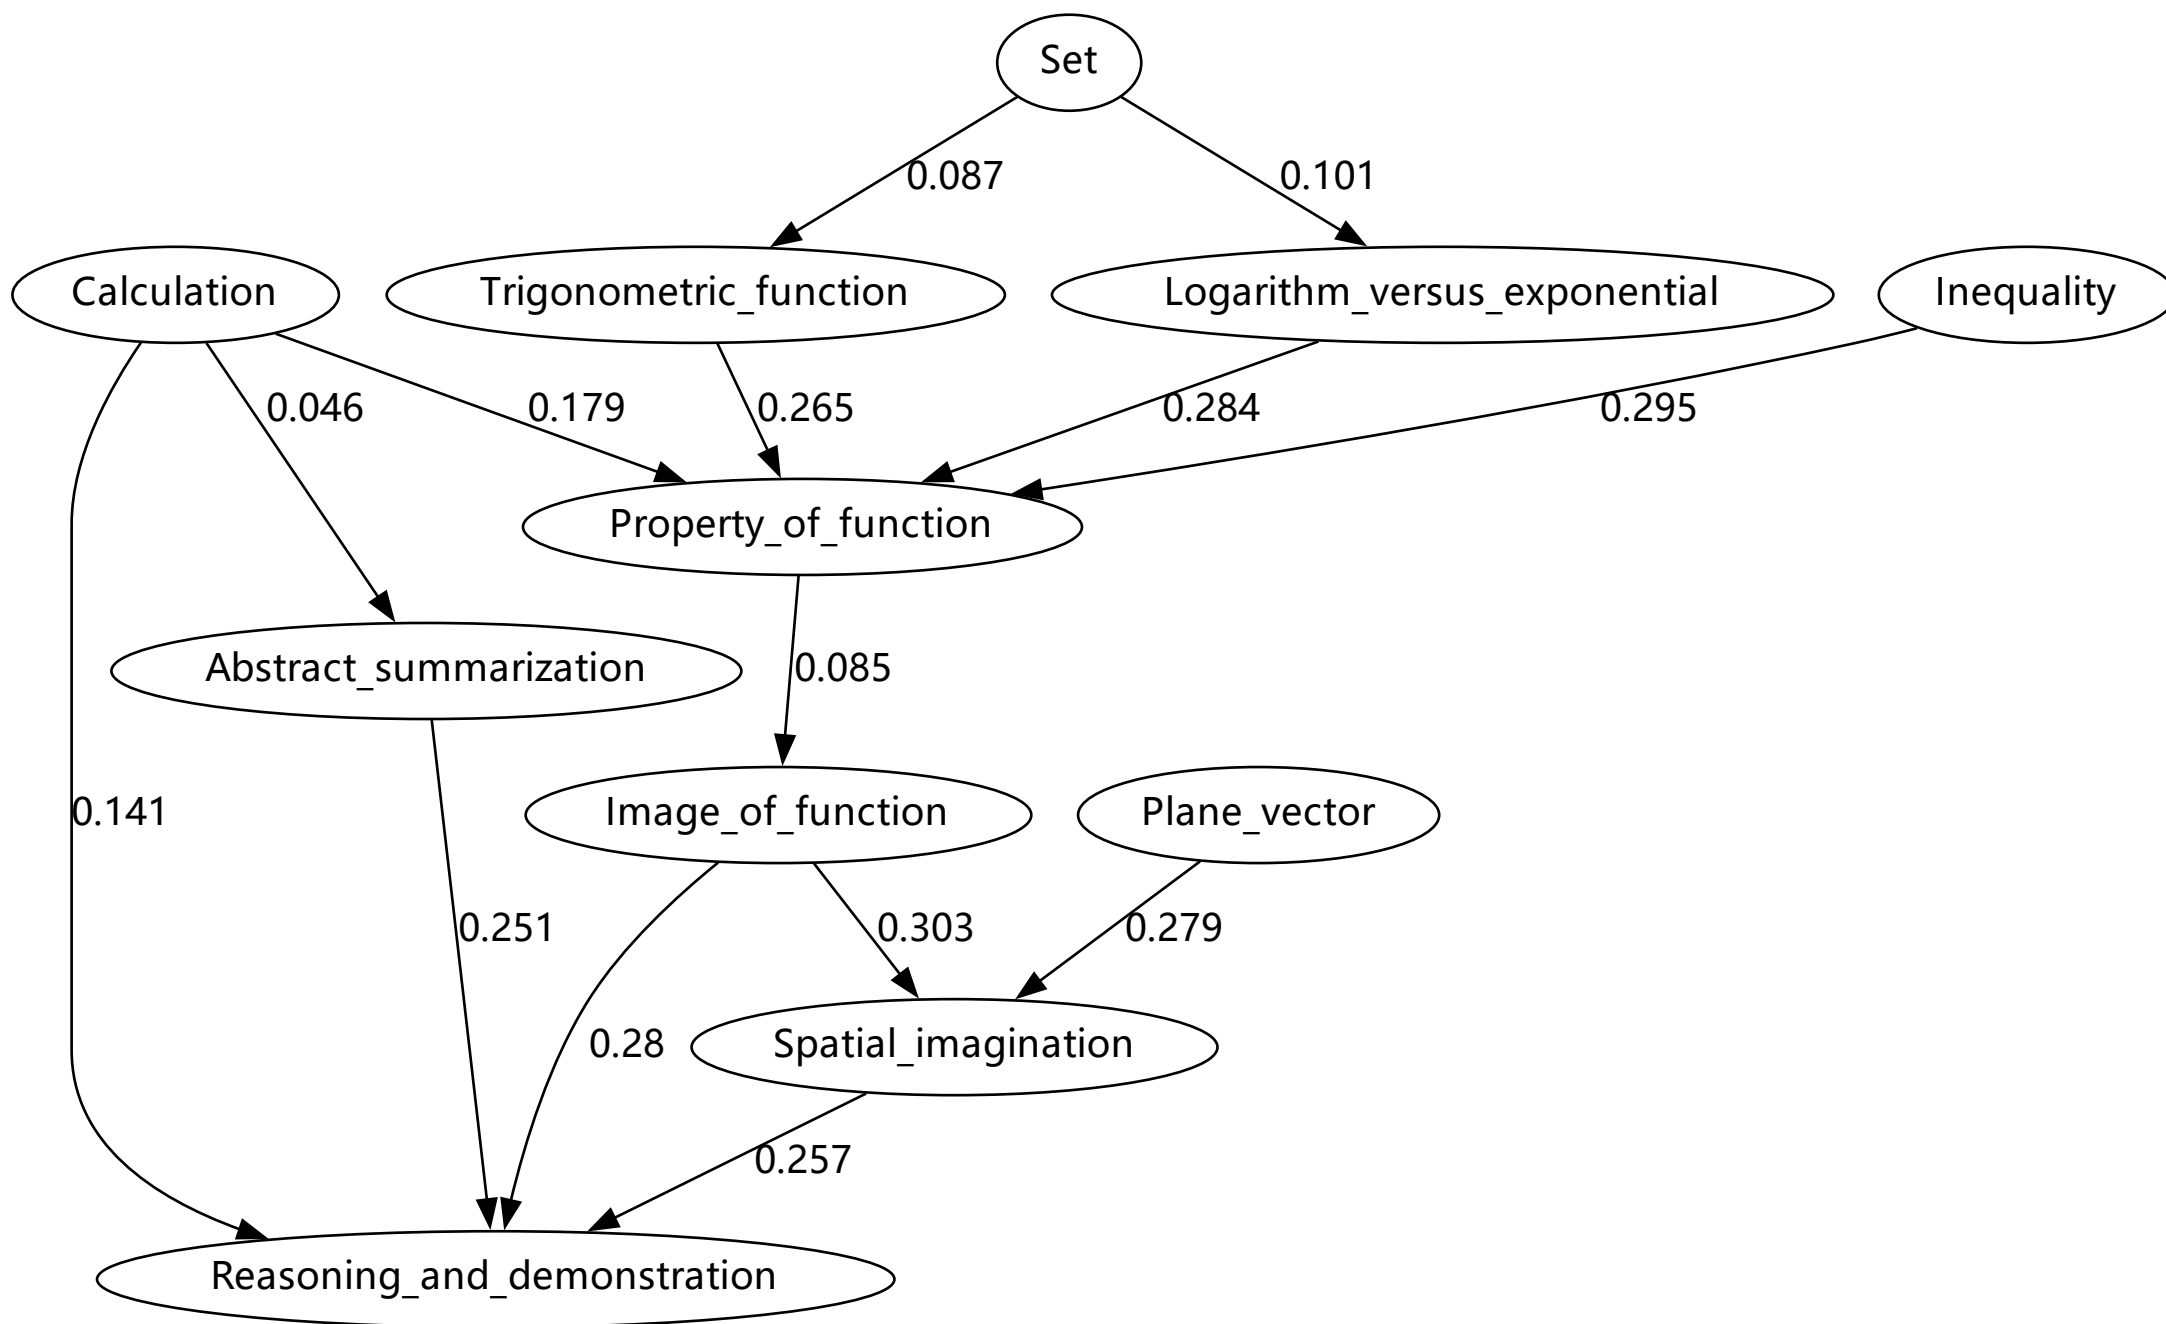 Set
0.087
0.101
Calculation
Trigonometric_function
Logarithm_versus_exponential
Inequality
0.046
0.179
0.265
0.284
0.295
Property_of_function
Abstract_summarization
0.085
0.141
Image_of_function
Plane_vector
0.251
0.303
0.279
0.28
Spatial_imagination
0.257
Reasoning_and_demonstration